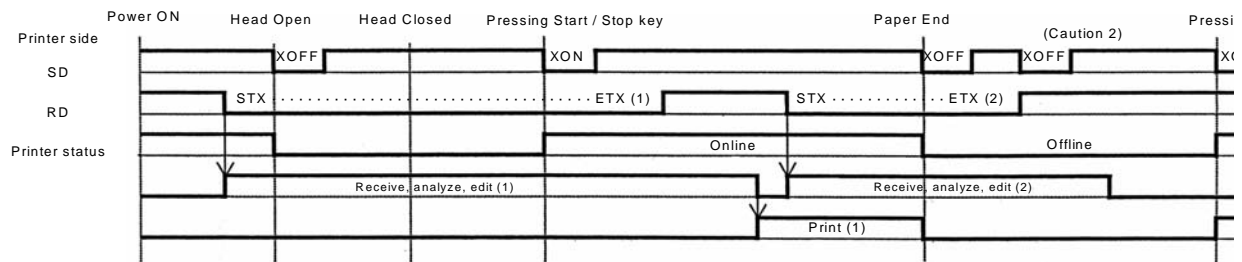 Power ON Head Open Head Closed Pressing Start / Stop key Paper End Pressi
(Caution 2)
Printer side
XOFF XON XOFF XOFF XO
SD
STX ............................................ ETX (1) STX ............... ETX (2)
RD
Printer status Online Offline
Receive, analyze, edit (1) Receive, analyze, edit (2)
Print (1)